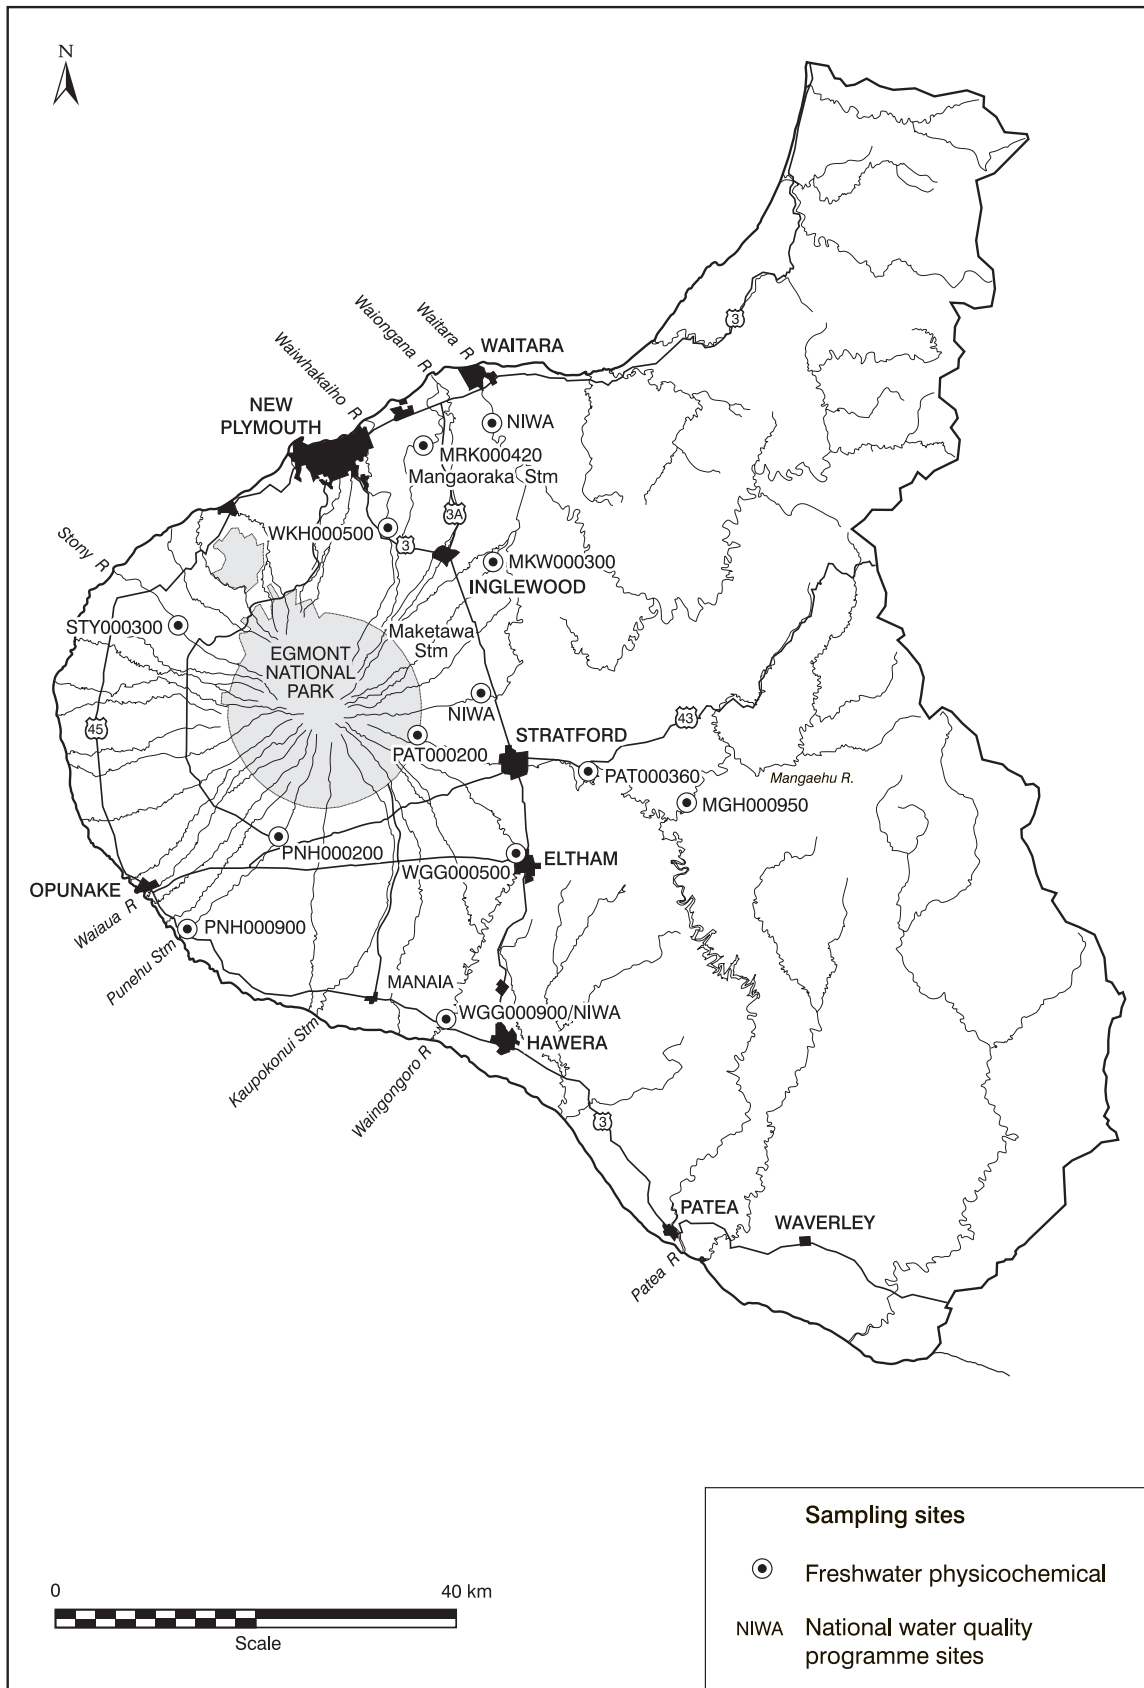 N
3
Waitara R
Waiongana R
WAITARA
Waiwhakaiho R
NEW
PLYMOUTH
NIWA
MRK000420
Mangaoraka Stm
3A
WKH000500
3
Stony R
MKW000300
INGLEWOOD
STY000300
Maketawa
Stm
EGMONT
NATIONAL
PARK
NIWA
45
43
STRATFORD
PAT000200
PAT000360
Mangaehu R.
MGH000950
PNH000200
ELTHAM
WGG000500
OPUNAKE
Waiaua R
PNH000900
Punehu Stm
MANAIA
WGG000900/NIWA
HAWERA
Kaupokonui Stm
Waingongoro R
3
PATEA
WAVERLEY
Patea R
Sampling sites
Freshwater physicochemical
NIWA National water quality
programme sites
0 40 km
Scale